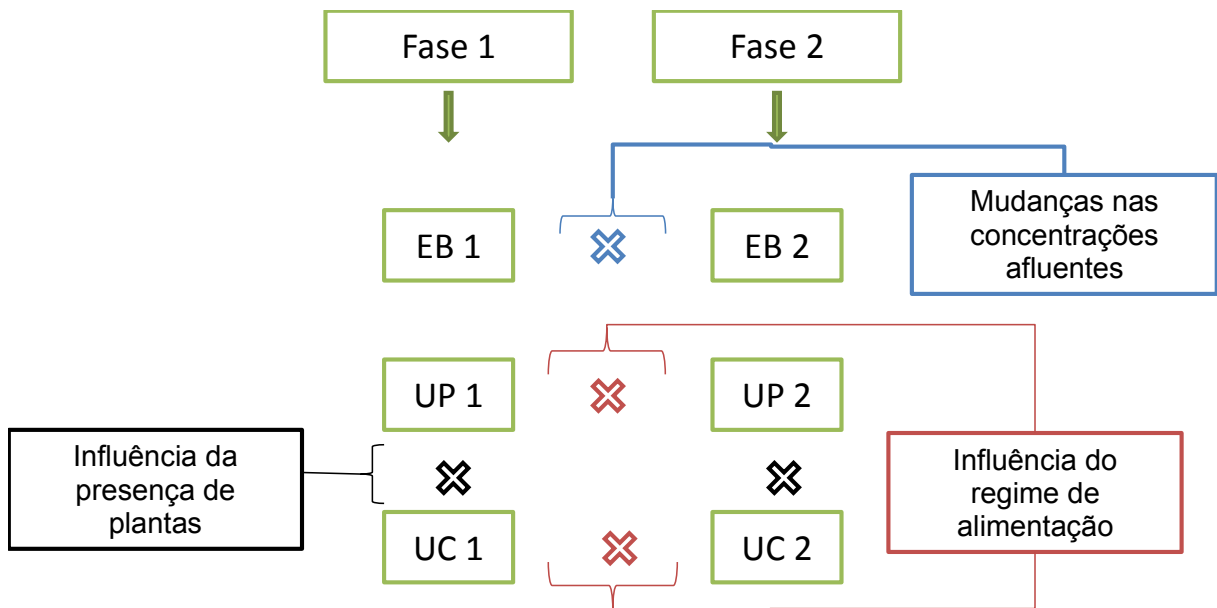 Fase 1
Fase 2
EB 1
EB 2
Mudanças nas
concentrações
afluentes
UP 1
UP 2
Influência da
presença de
plantas
Influência do
regime de
alimentação
UC 1
UC 2